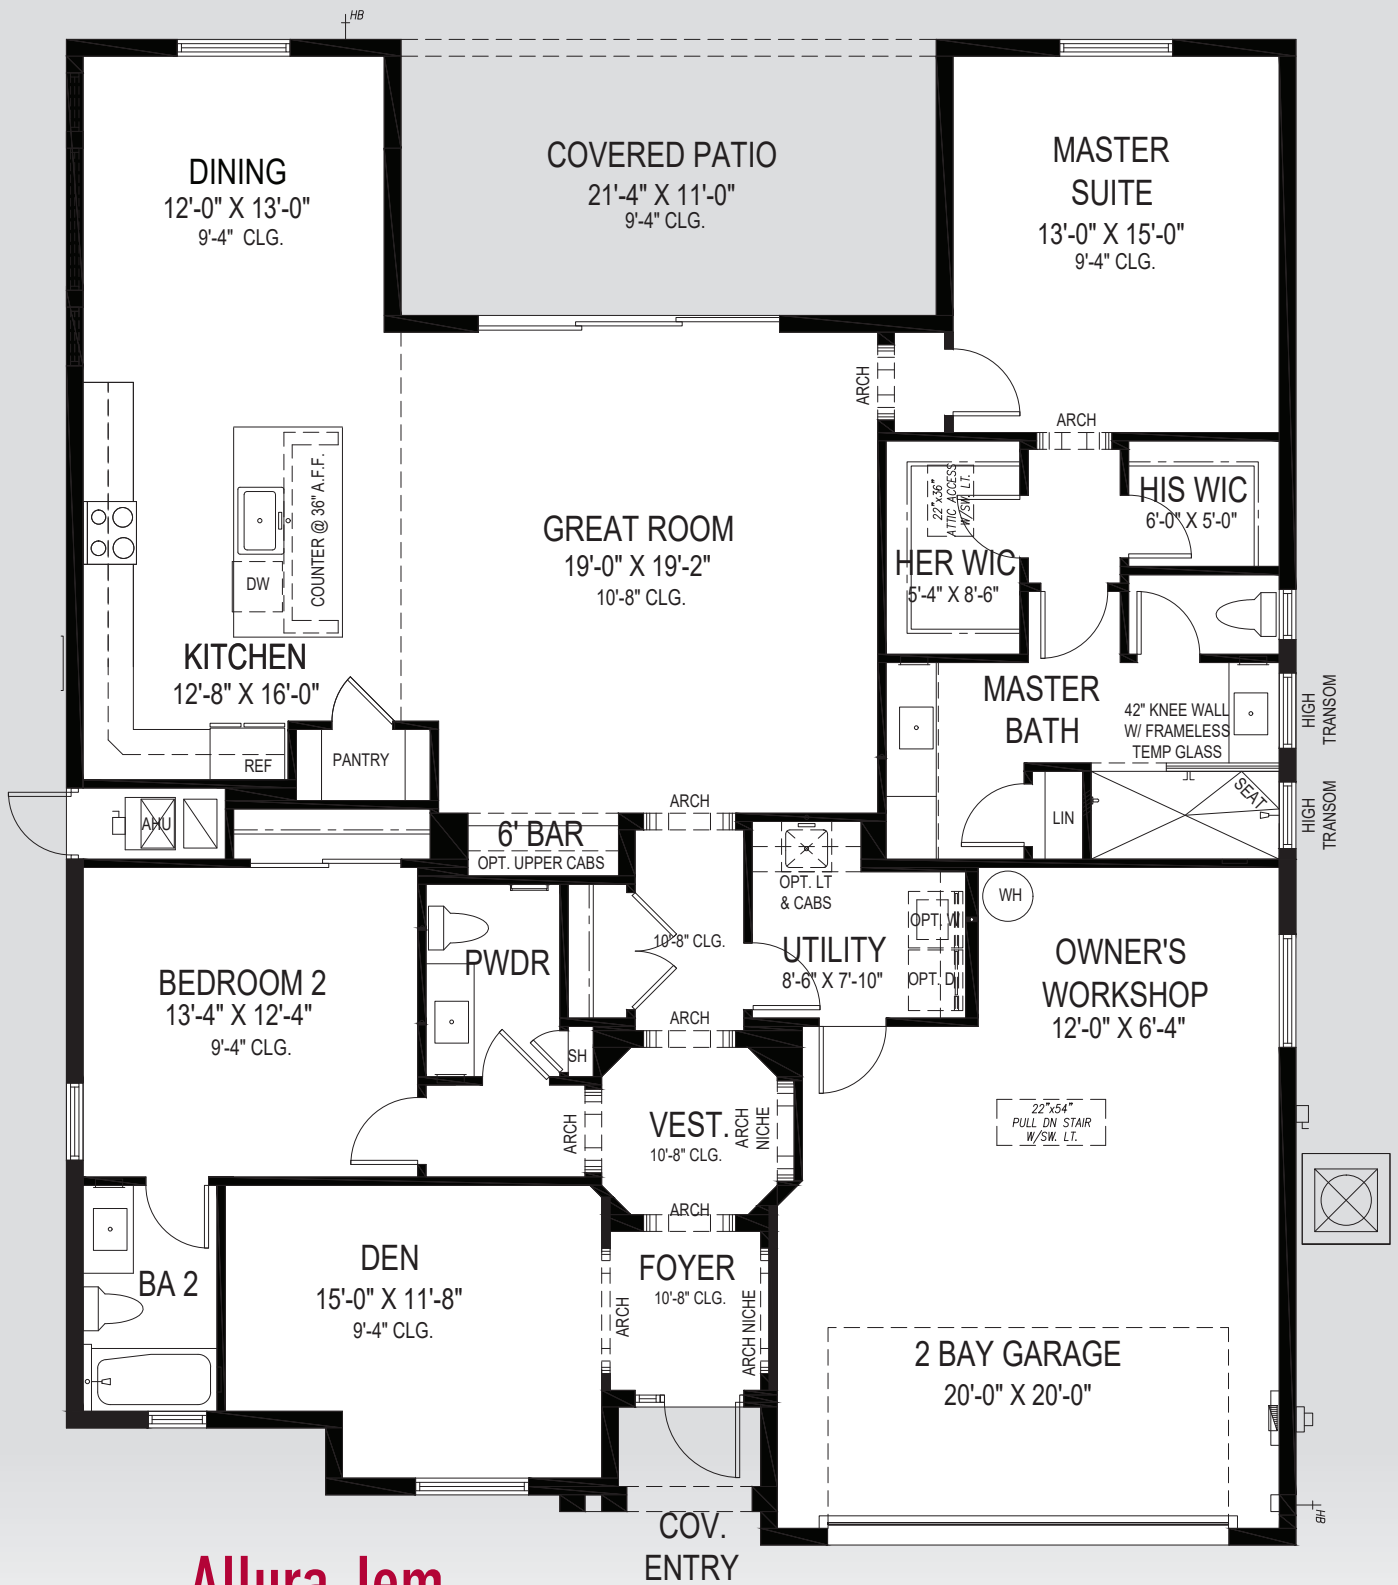 HB
DINING
12'-0" X 13'-0"
9'-4" CLG.
COVERED PATIO
21'-4" X 11'-0"
9'-4" CLG.
MASTER
SUITE
13'-0" X 15'-0"
9'-4" CLG.
ARCH
ARCH
COUNTER @ 36" A.F.F.
DW
KITCHEN
12'-8" X 16'-0"
REF
PANTRY
GREAT ROOM
19'-0" X 19'-2"
10'-8" CLG.
22"x36"
ATTIC ACCESS
W/SW. LT.
HER WIC
5'-4" X 8'-6"
HIS WIC
6'-0" X 5'-0"
MASTER
BATH
42" KNEE WALL
W/ FRAMELESS
TEMP GLASS
HIGH
TRANSOM
HIGH
TRANSOM
SEAT
LIN
AHU
6' BAR
OPT. UPPER CABS
ARCH
OPT. LT
& CABS
WH
OPT. W
OPT. D
UTILITY
8'-6" X 7'-10"
10'-8" CLG.
PWDR
BEDROOM 2
13'-4" X 12'-4"
9'-4" CLG.
OWNER'S
WORKSHOP
12'-0" X 6'-4"
ARCH
SH
22"x54"
PULL DN STAIR
W/SW. LT.
VEST.
10'-8" CLG.
ARCH
ARCH
NICHE
ARCH
BA 2
DEN
15'-0" X 11'-8"
9'-4" CLG.
FOYER
10'-8" CLG.
ARCH
ARCH NICHE
2 BAY GARAGE
20'-0" X 20'-0"
HB
COV.
ENTRY
Allura Jem